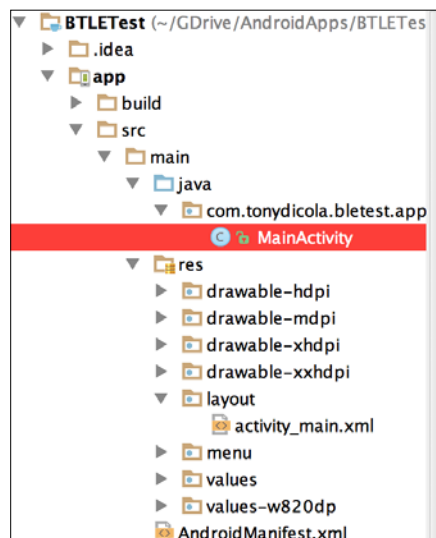 BTLETest (~/GDrive/AndroidApps/BTLETes
.idea
app
build
src
main
java
com.tonydicola.bletest.app
C MainActivity
res
drawable-hdpi
drawable-mdpi
drawable-xhdpi
drawable-xxhdpi
layout
activity_main.xml
menu
values
values-w820dp
AndroidManifest.xml